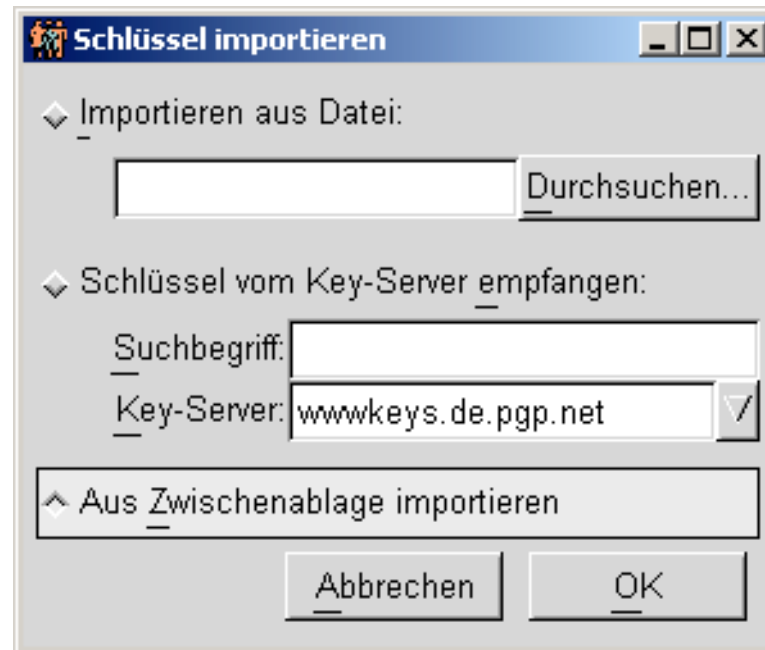 Schlüssel importieren
Importieren aus Datei:
Durchsuchen...
Schlüssel vom Key-Server empfangen:
Suchbegriff:
Key-Server: wwwkeys.de.pgp.net
Aus Zwischenablage importieren
Abbrechen OK